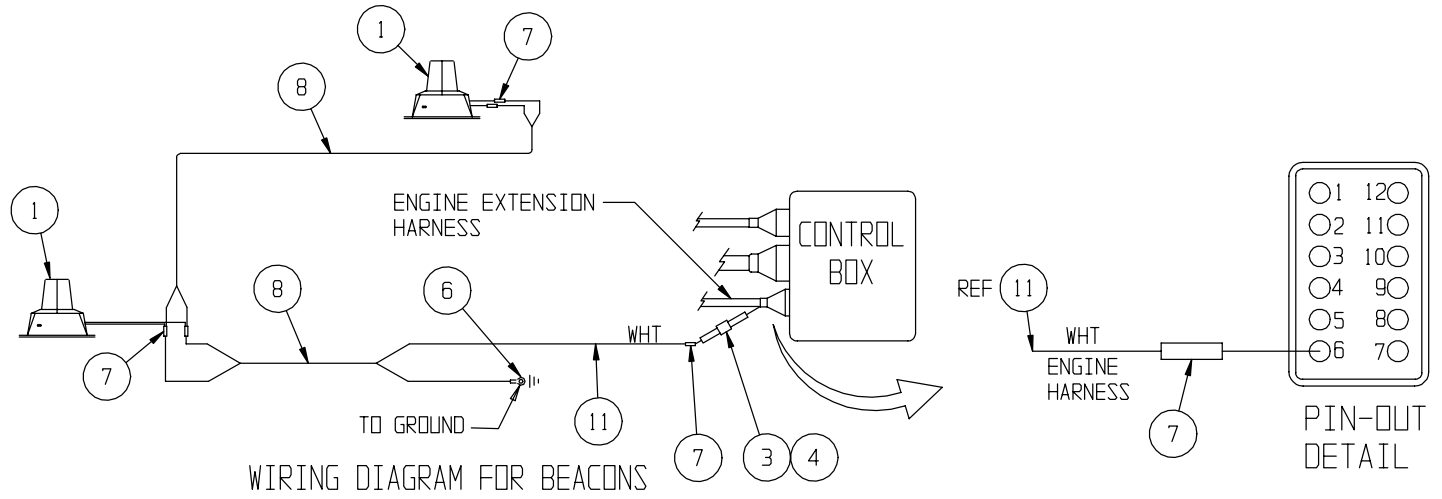 1
7
8
1
ENGINE EXTENSION
HARNESS
CONTROL
BOX
8
6
WHT
7
TO GROUND
11
7
3
4
WIRING DIAGRAM FOR BEACONS
REF 11
WHT
ENGINE
HARNESS
7
1 12
2 11
3 10
4 9
5 8
6 7
PIN-OUT
DETAIL